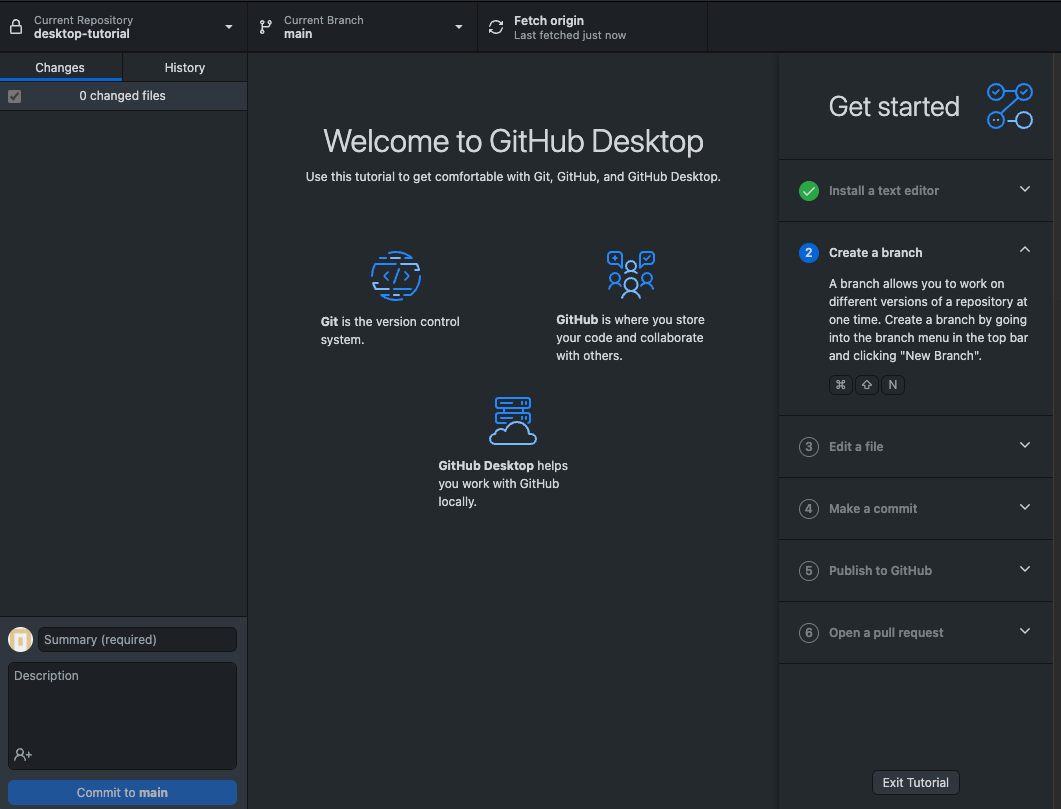 Current Repository
desktop-tutorial
Current Branch
main
Fetch origin
Last fetched just now
Changes
History
0 changed files
Welcome to GitHub Desktop
Use this tutorial to get comfortable with Git, GitHub, and GitHub Desktop.
Git is the version control
system.
GitHub is where you store
your code and collaborate
with others.
GitHub Desktop helps
you work with GitHub
locally.
Get started
Install a text editor
2 Create a branch
A branch allows you to work on
different versions of a repository at
one time. Create a branch by going
into the branch menu in the top bar
and clicking "New Branch".
⌘ ⇧ N
3 Edit a file
4 Make a commit
5 Publish to GitHub
6 Open a pull request
Exit Tutorial
Summary (required)
Description
Commit to main